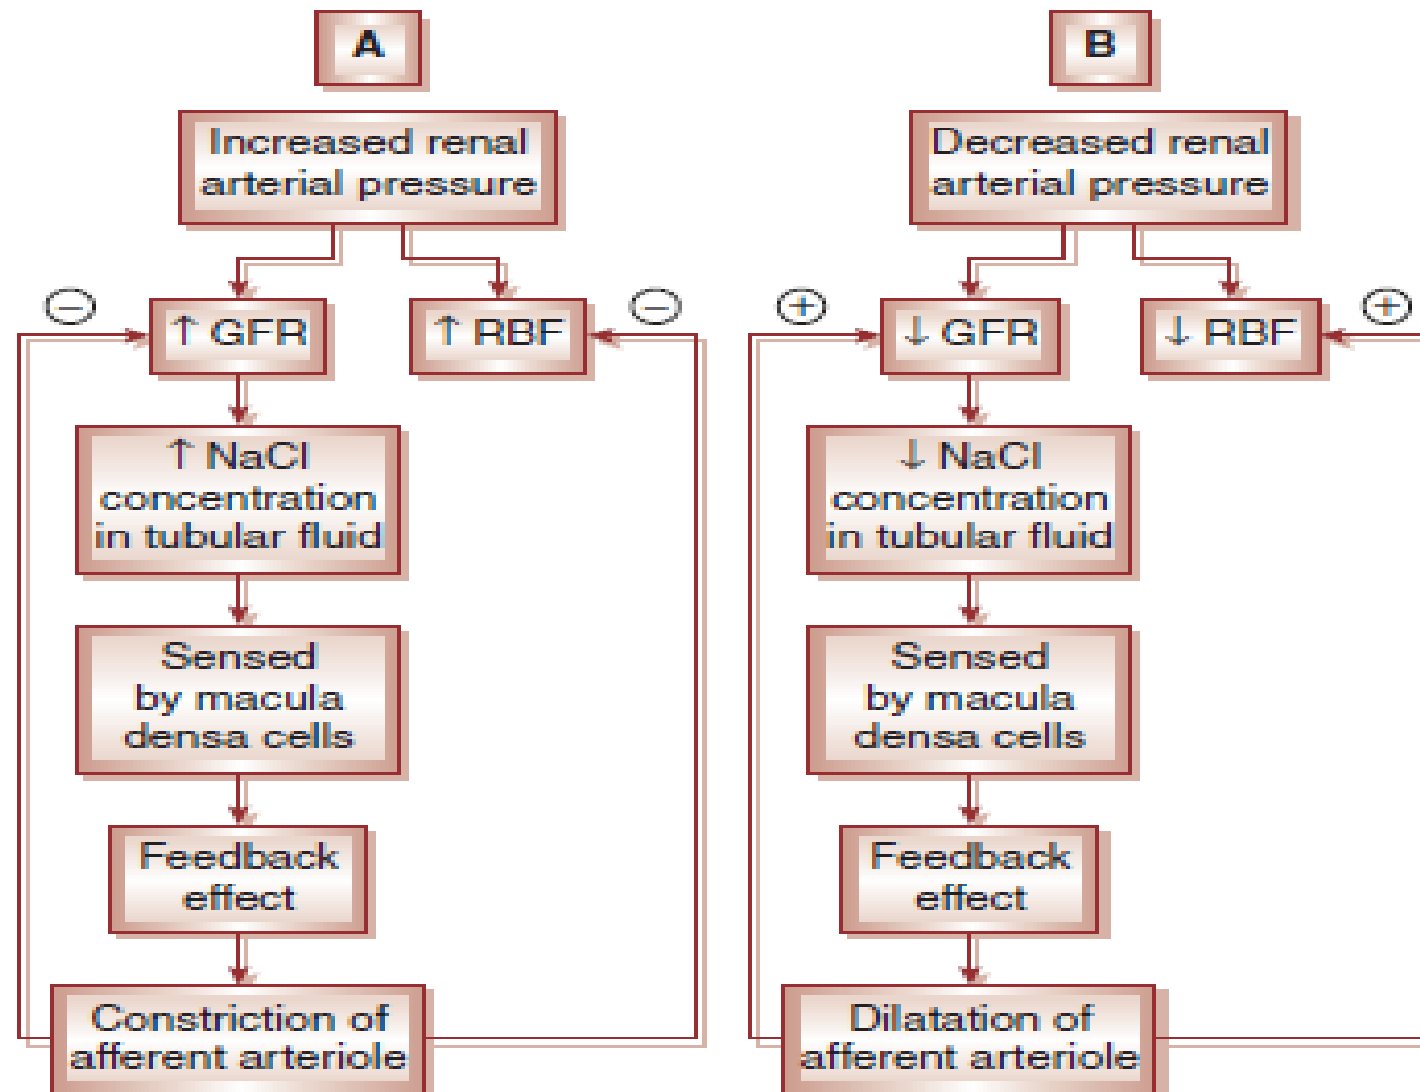 A
Increased renal
arterial pressure
−
↑ GFR
↑ RBF
−
↑ NaCl
concentration
in tubular fluid
Sensed
by macula
densa cells
Feedback
effect
Constriction of
afferent arteriole
B
Decreased renal
arterial pressure
+
↓ GFR
↓ RBF
+
↓ NaCl
concentration
in tubular fluid
Sensed
by macula
densa cells
Feedback
effect
Dilatation of
afferent arteriole